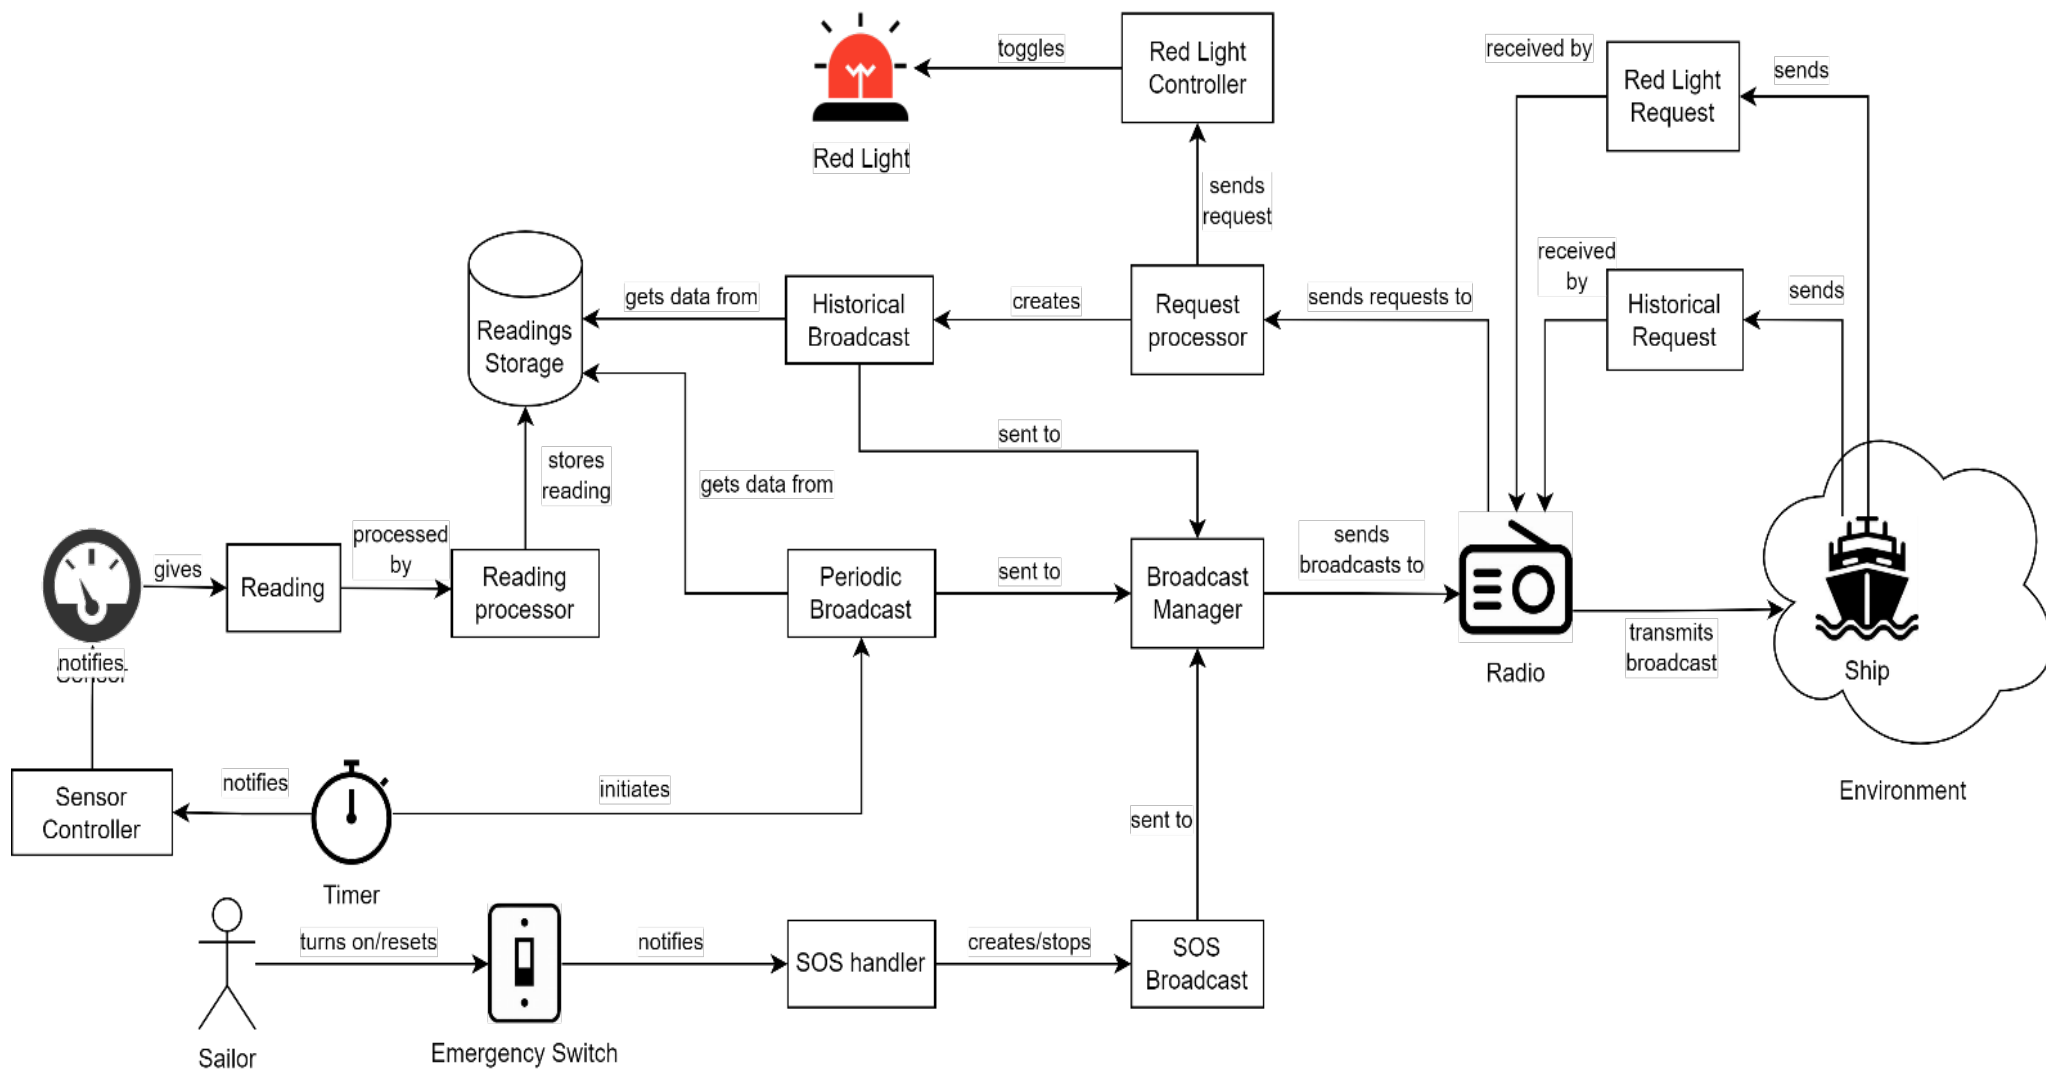 toggles
Red Light
Controller
received by
Red Light
Request
sends
Red Light
sends
request
Readings
Storage
gets data from
Historical
Broadcast
creates
Request
processor
sends requests to
received
by
Historical
Request
sends
sent to
stores
reading
gets data from
gives
Reading
processed
by
Reading
processor
Periodic
Broadcast
sent to
Broadcast
Manager
sends
broadcasts to
Radio
transmits
broadcast
Ship
notifies
Environment
Sensor
Controller
notifies
Timer
initiates
sent to
Sailor
turns on/resets
Emergency Switch
notifies
SOS handler
creates/stops
SOS
Broadcast